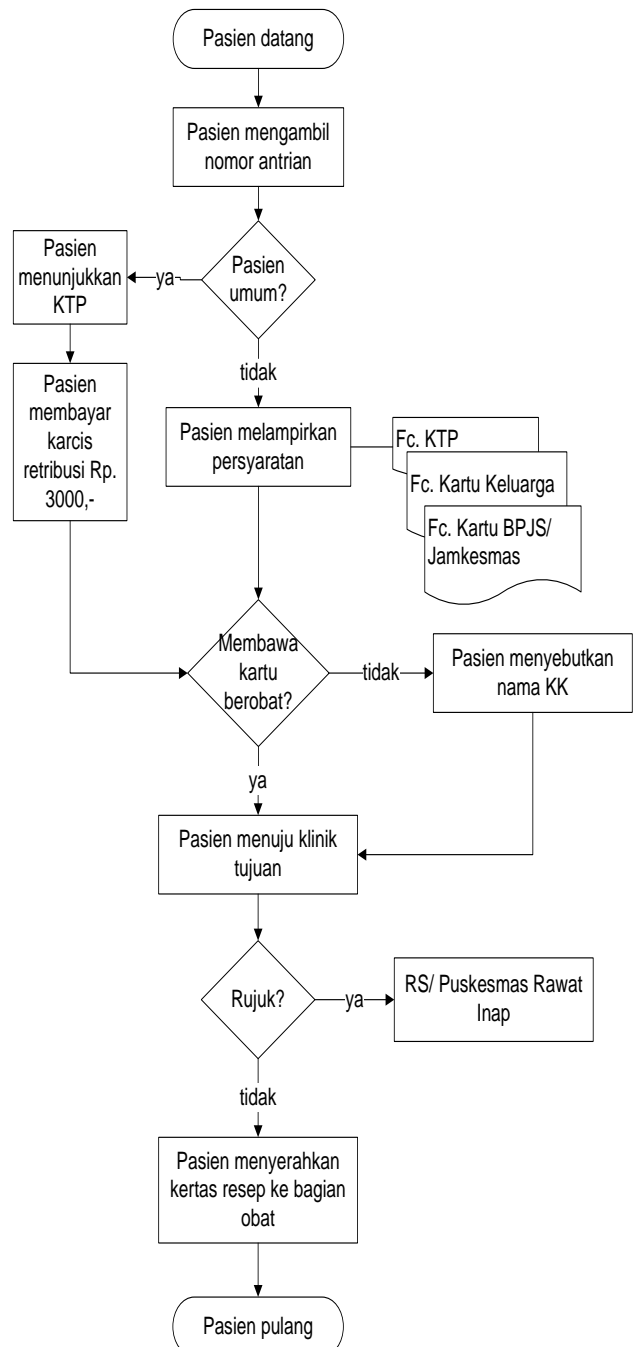 Pasien datang
Pasien mengambil
nomor antrian
Pasien
umum?
ya
Pasien
menunjukkan
KTP
tidak
Pasien
membayar
karcis
retribusi Rp.
3000,-
Pasien melampirkan
persyaratan
Fc. KTP
Fc. Kartu Keluarga
Fc. Kartu BPJS/
Jamkesmas
Membawa
kartu
berobat?
tidak
Pasien menyebutkan
nama KK
ya
Pasien menuju klinik
tujuan
Rujuk?
ya
RS/ Puskesmas Rawat
Inap
tidak
Pasien menyerahkan
kertas resep ke bagian
obat
Pasien pulang